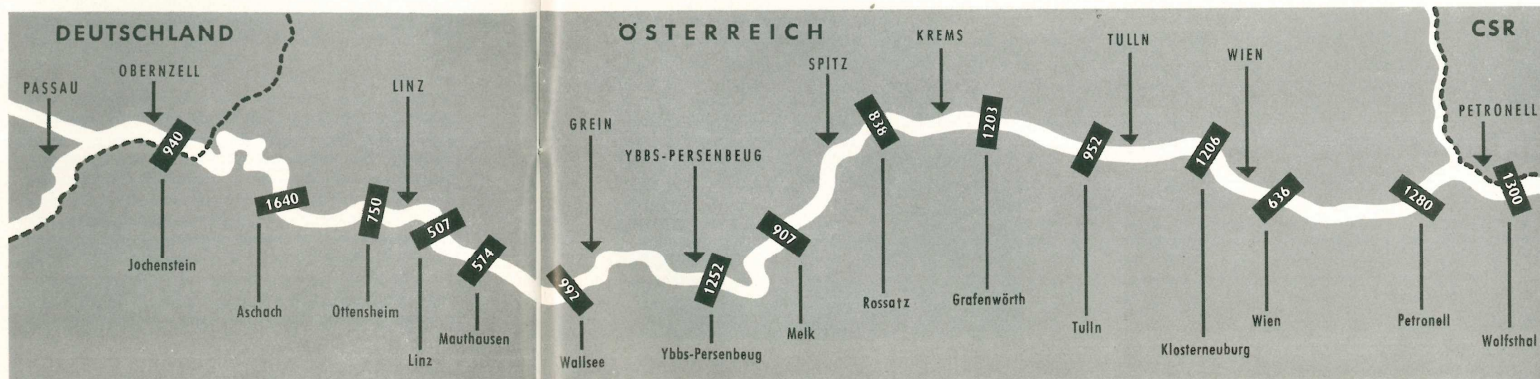 DEUTSCHLAND
ÖSTERREICH
CSR
PASSAU
OBERNZELL
LINZ
GREIN
YBBS-PERSENBEUG
SPITZ
KREMS
TULLN
WIEN
PETRONELL
940
1640
750
507
574
992
1252
907
838
1203
952
1206
636
1280
1300
Jochenstein
Aschach
Ottensheim
Linz
Mauthausen
Wallsee
Ybbs-Persenbeug
Melk
Rossatz
Grafenwörth
Tulln
Klosterneuburg
Wien
Petronell
Wolfsthal